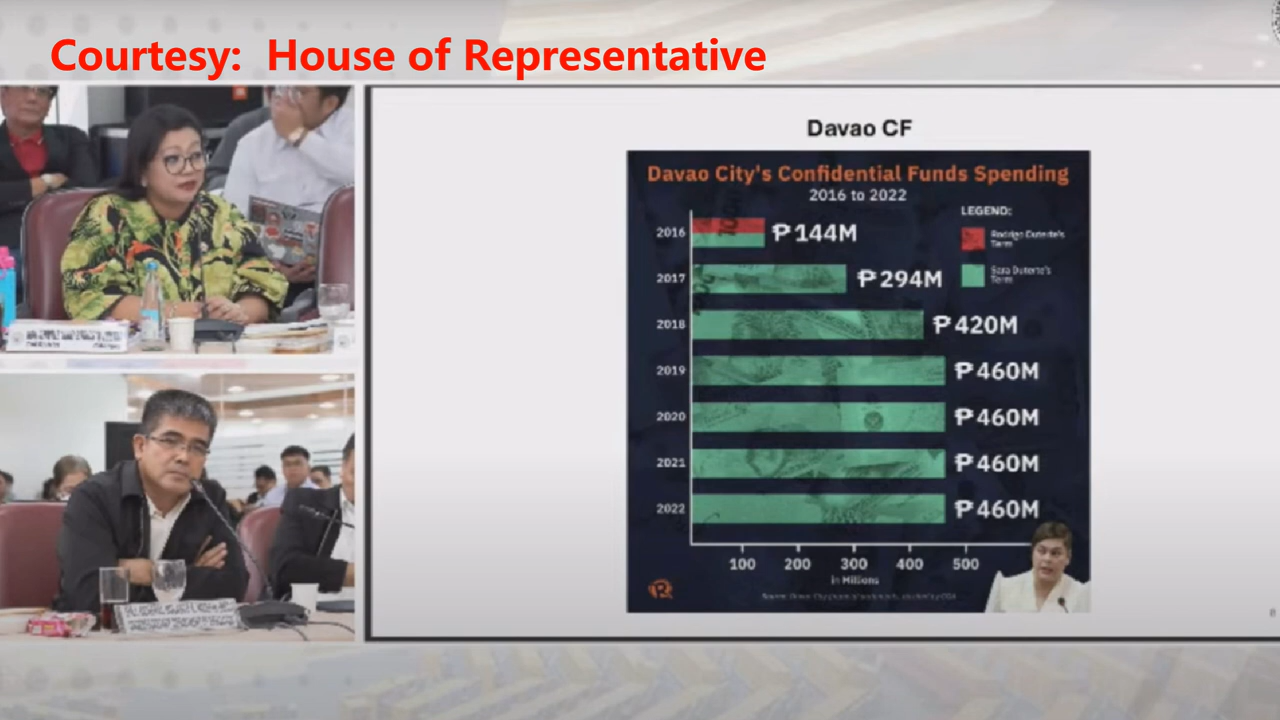 Courtesy: House of Representative
Davao CF
Davao City's Confidential Funds Spending
2016 to 2022
LEGEND:
Rodrigo Duterte's
Term
Sara Duterte's
Term
2016 ₱144M
2017 ₱294M
2018 ₱420M
2019 ₱460M
2020 ₱460M
2021 ₱460M
2022 ₱460M
100 200 300 400 500
in Millions